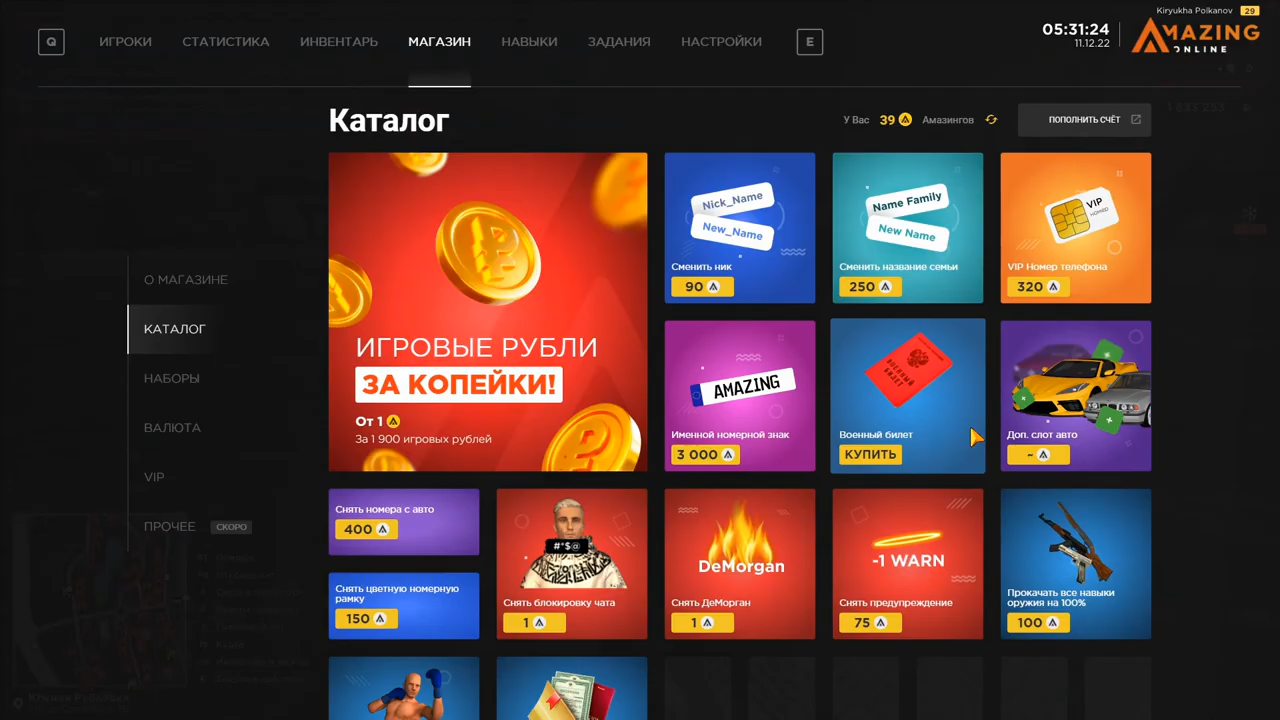 Kiryukha Polkanov 29
Q ИГРОКИ СТАТИСТИКА ИНВЕНТАРЬ МАГАЗИН НАВЫКИ ЗАДАНИЯ НАСТРОЙКИ E
05:31:24
11.12.22
AMAZING
ONLINE
Каталог
У Вас 39 Амазингов
ПОПОЛНИТЬ СЧЁТ
О МАГАЗИНЕ
КАТАЛОГ
НАБОРЫ
ВАЛЮТА
VIP
ПРОЧЕЕ СКОРО
ИГРОВЫЕ РУБЛИ
ЗА КОПЕЙКИ!
От 1
За 1 900 игровых рублей
Nick_Name
New_Name
Сменить ник
90
Name Family
New Name
Сменить название семьи
250
VIP
НОМЕР
VIP Номер телефона
320
AMAZING
Именной номерной знак
3 000
ВОЕННЫЙ
БИЛЕТ
Военный билет
КУПИТЬ
Доп. слот авто
~
Снять номера с авто
400
Снять цветную номерную
рамку
150
#*$@
Снять блокировку чата
1
DeMorgan
Снять ДеМорган
1
-1 WARN
Снять предупреждение
75
Прокачать все навыки
оружия на 100%
100